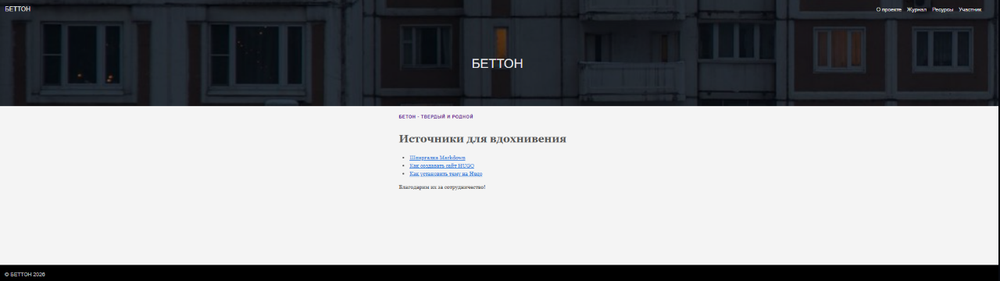 БЕТТОН
О проекте Журнал Ресурсы Участник
БЕТТОН
БЕТОН - ТВЕРДЫЙ И РОДНОЙ
Источники для вдохнивения
Шпаргалка Markdown
Как создавать сайт HUGO
Как установить тему на Hugo
Благодарим их за сотрудничество!
© БЕТТОН 2026